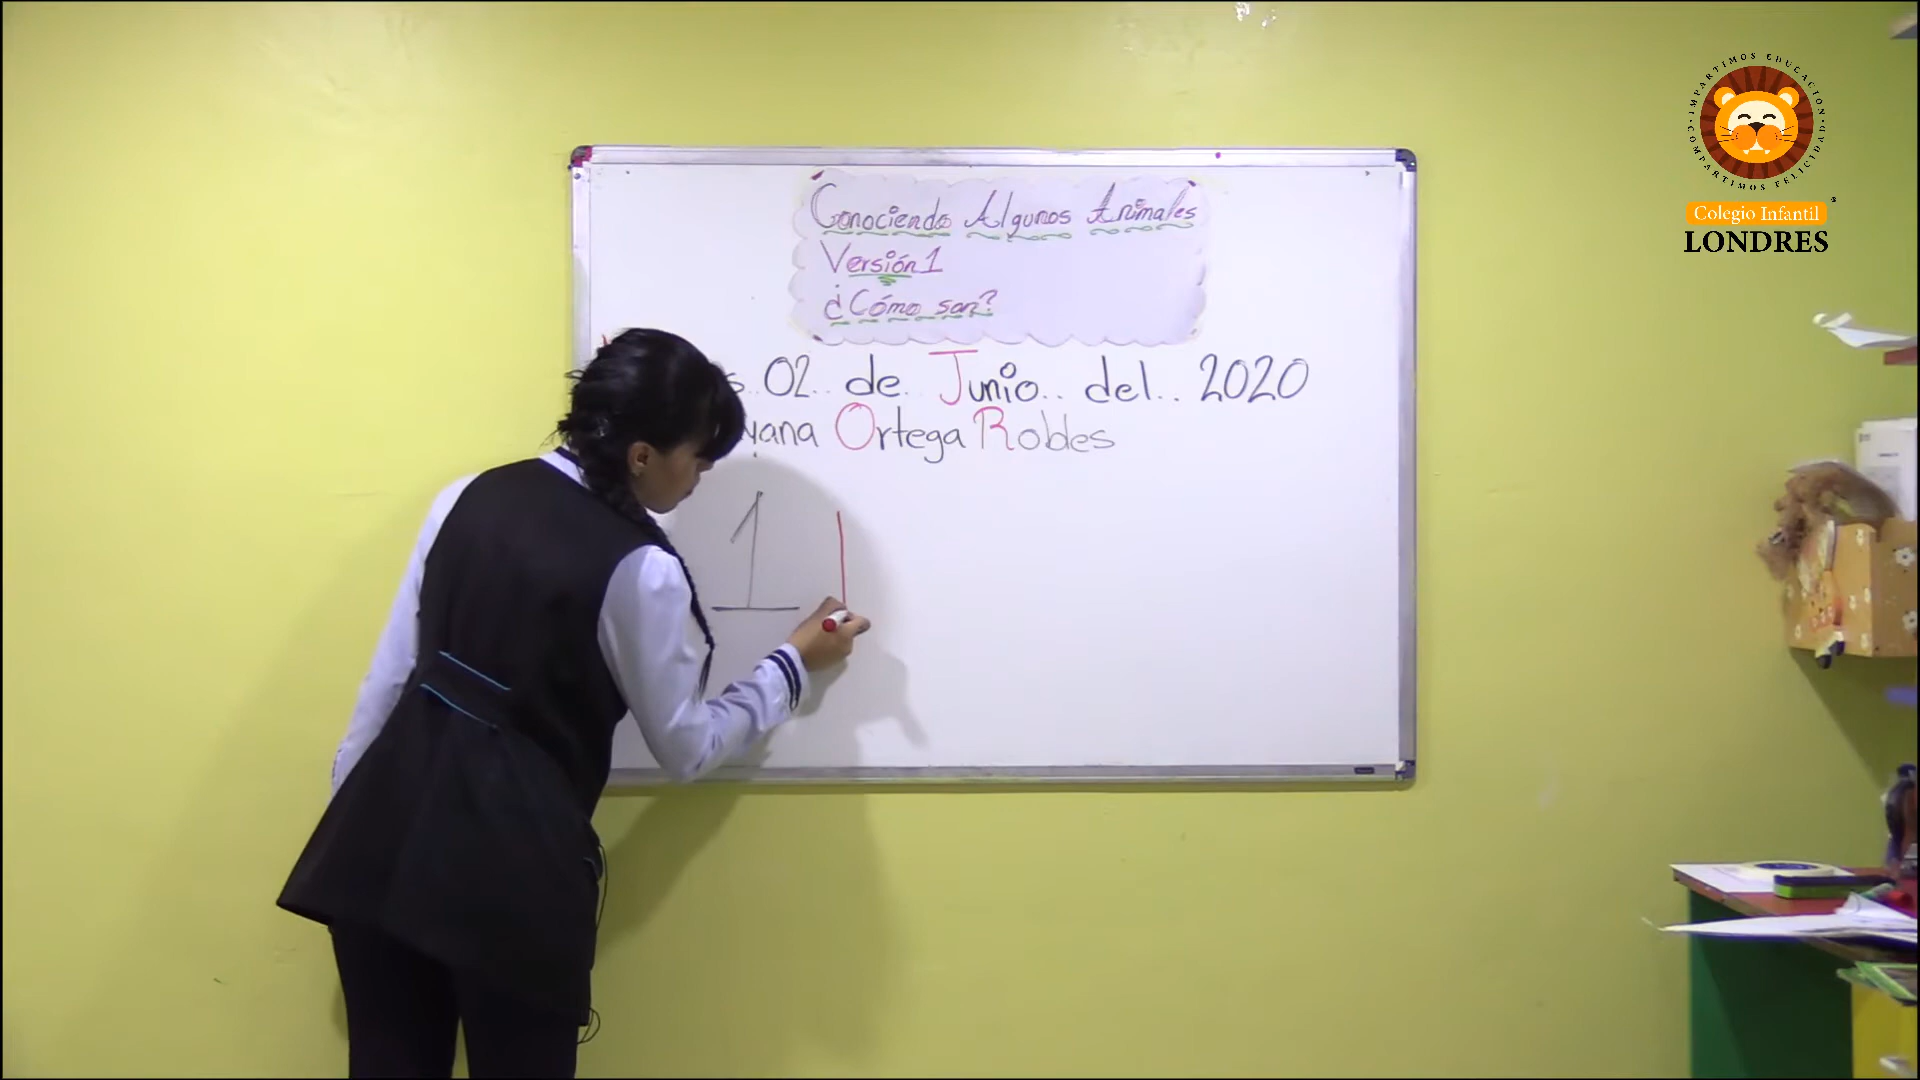 Conociendo Algunos Animales
Versión 1
¿Cómo son?
02.. de.. Junio.. del.. 2020
Ortega Robles
1
IMPARTIMOS EDUCACIÓN · COMPARTIMOS FELICIDAD ·
Colegio Infantil
LONDRES